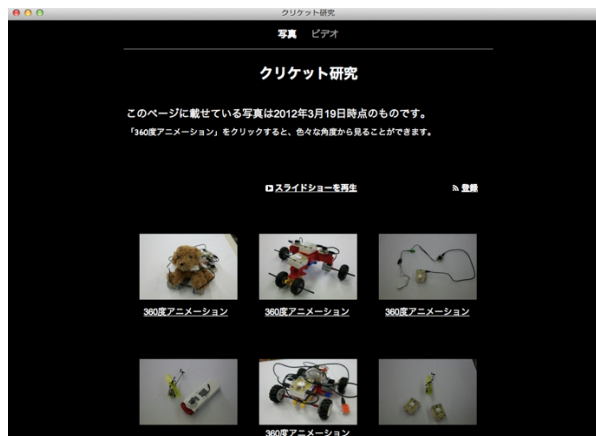 クリケット研究
写真 ビデオ
クリケット研究
このページに載せている写真は2012年3月19日時点のものです。
「360度アニメーション」をクリックすると、色々な角度から見ることができます。
スライドショーを再生 登録
360度アニメーション 360度アニメーション 360度アニメーション
360度アニメーション